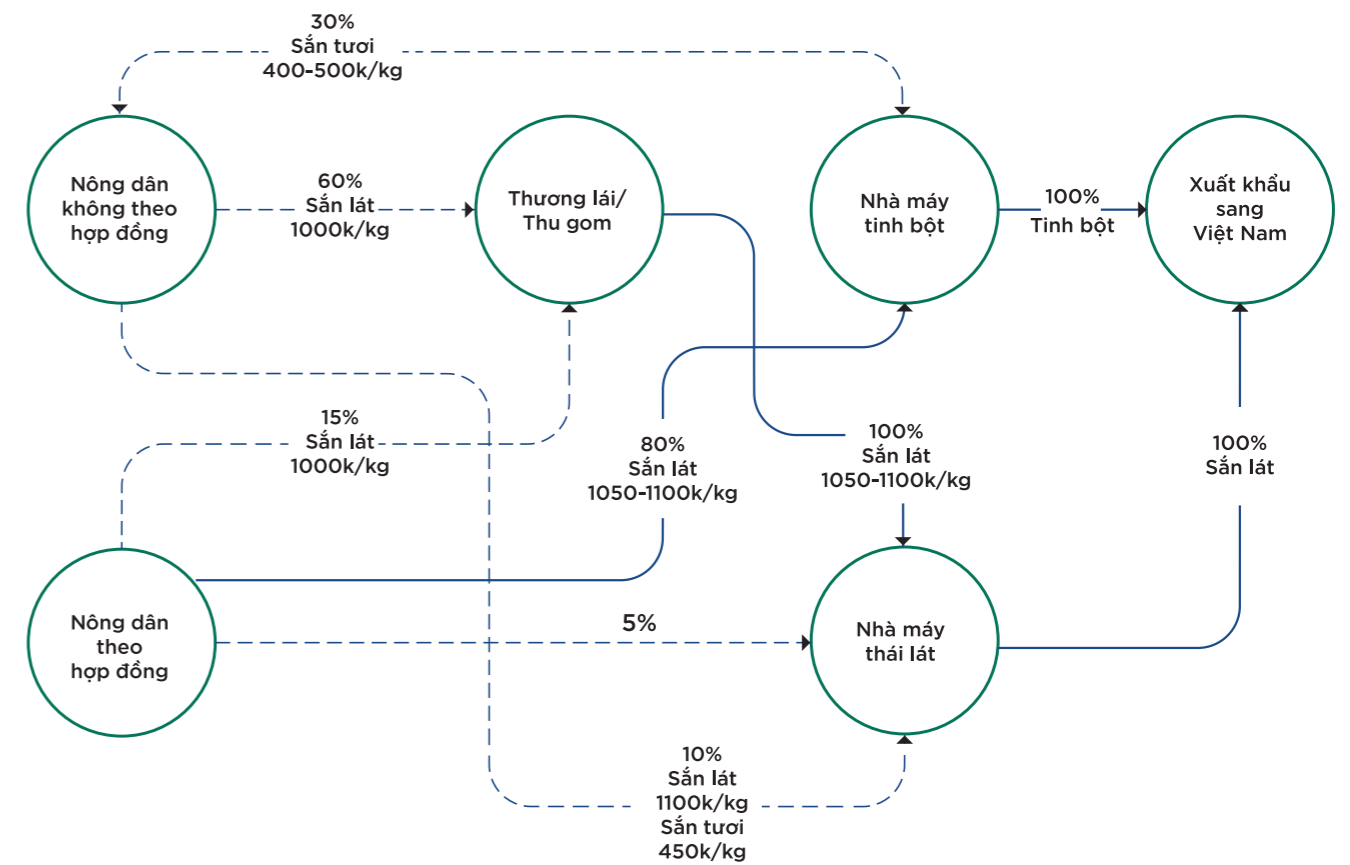 30%
Sắn tươi
400-500k/kg
Nông dân
không theo
hợp đồng
60%
Sắn lát
1000k/kg
Thương lái/
Thu gom
Nhà máy
tinh bột
100%
Tinh bột
Xuất khẩu
sang
Việt Nam
15%
Sắn lát
1000k/kg
80%
Sắn lát
1050-1100k/kg
100%
Sắn lát
1050-1100k/kg
100%
Sắn lát
Nông dân
theo
hợp đồng
5%
Nhà máy
thái lát
10%
Sắn lát
1100k/kg
Sắn tươi
450k/kg